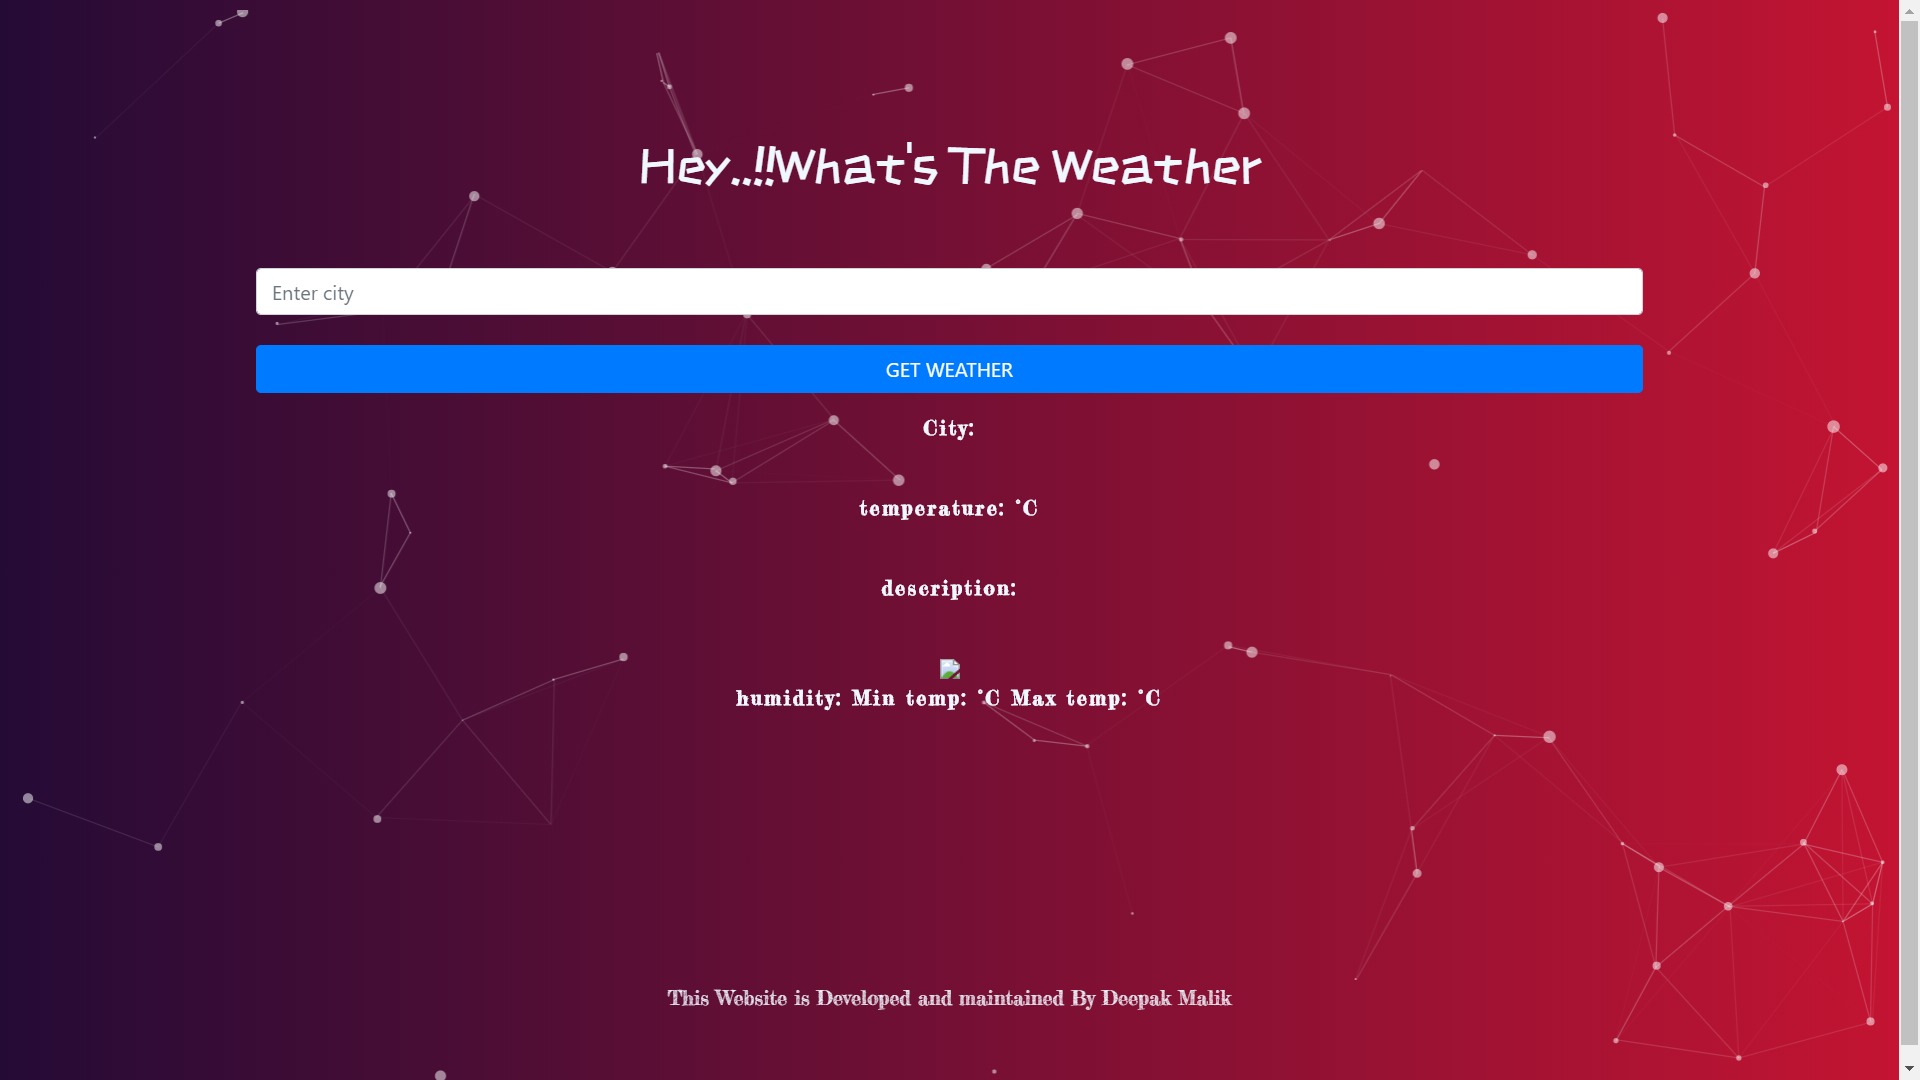 Hey..!!What's The Weather
Enter city
GET WEATHER
City:
temperature: °C
description:
humidity: Min temp: °C Max temp: °C
This Website is Developed and maintained By Deepak Malik